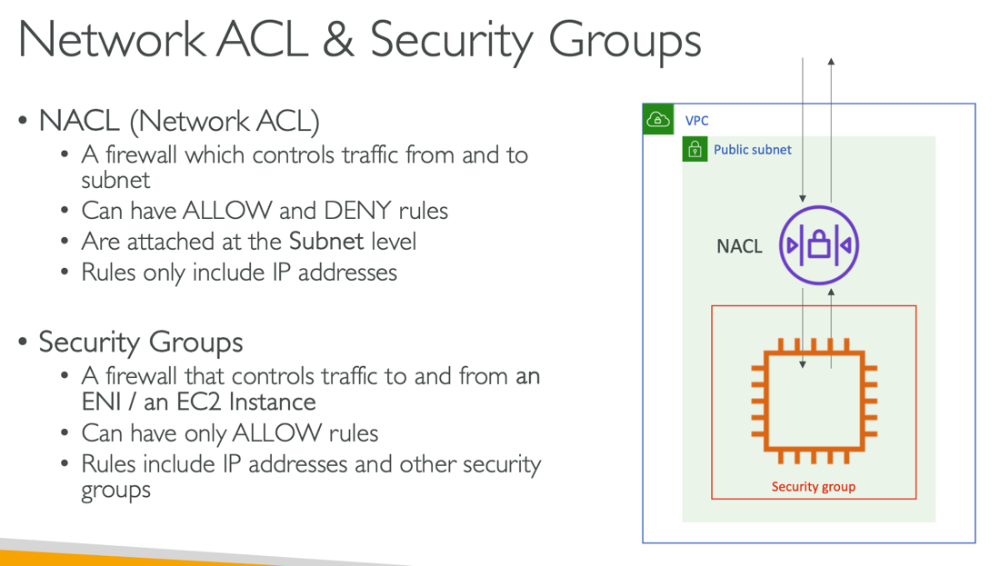 Network ACL & Security Groups
• NACL (Network ACL)
• A firewall which controls traffic from and to
subnet
• Can have ALLOW and DENY rules
• Are attached at the Subnet level
• Rules only include IP addresses
• Security Groups
• A firewall that controls traffic to and from an
ENI / an EC2 Instance
• Can have only ALLOW rules
• Rules include IP addresses and other security
groups
VPC
Public subnet
NACL
Security group